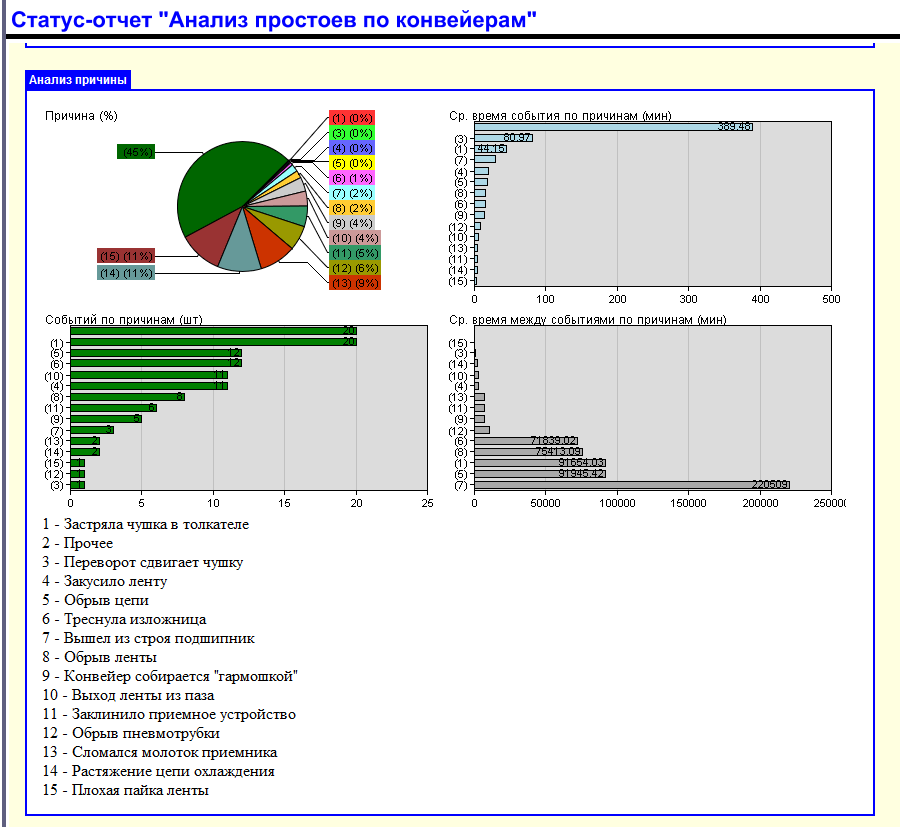 Статус-отчет "Анализ простоев по конвейерам"
Анализ причины
Причина (%)
(45%)
(15) (11%)
(14) (11%)
(1) (0%)
(3) (0%)
(4) (0%)
(5) (0%)
(6) (1%)
(7) (2%)
(8) (2%)
(9) (4%)
(10) (4%)
(11) (5%)
(12) (6%)
(13) (9%)
Ср. время события по причинам (мин)
389.48
(3) 80.97
(1) 44.15
(7)
(4)
(5)
(8)
(6)
(9)
(12)
(10)
(13)
(11)
(14)
(15)
0 100 200 300 400 500
Событий по причинам (шт)
20
(1) 20
(5) 12
(6) 12
(10) 11
(4) 11
(8) 8
(11) 6
(9) 5
(7) 3
(13) 2
(14) 2
(15) 1
(12) 1
(3) 1
0 5 10 15 20 25
Ср. время между событиями по причинам (мин)
(15)
(3)
(14)
(10)
(4)
(13)
(11)
(9)
(12)
(6) 71839.02
(8) 75413.09
(1) 91654.03
(5) 91945.42
(7) 220509
0 50000 100000 150000 200000 250000
1 - Застряла чушка в толкателе
2 - Прочее
3 - Переворот сдвигает чушку
4 - Закусило ленту
5 - Обрыв цепи
6 - Треснула изложница
7 - Вышел из строя подшипник
8 - Обрыв ленты
9 - Конвейер собирается "гармошкой"
10 - Выход ленты из паза
11 - Заклинило приемное устройство
12 - Обрыв пневмотрубки
13 - Сломался молоток приемника
14 - Растяжение цепи охлаждения
15 - Плохая пайка ленты